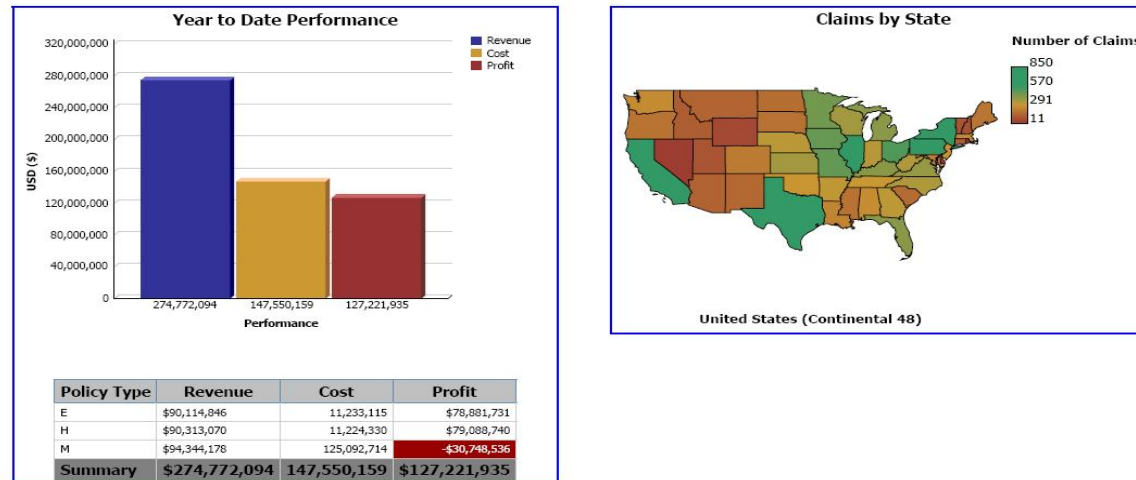 Year to Date Performance
320,000,000
280,000,000
240,000,000
200,000,000
160,000,000
120,000,000
80,000,000
40,000,000
0
USD ($)
274,772,094 147,550,159 127,221,935
Performance
Revenue
Cost
Profit
Policy Type Revenue Cost Profit
E $90,114,846 11,233,115 $78,881,731
H $90,313,070 11,224,330 $79,088,740
M $94,344,178 125,092,714 -$30,748,536
Summary $274,772,094 147,550,159 $127,221,935
Claims by State
Number of Claims
850
570
291
11
United States (Continental 48)